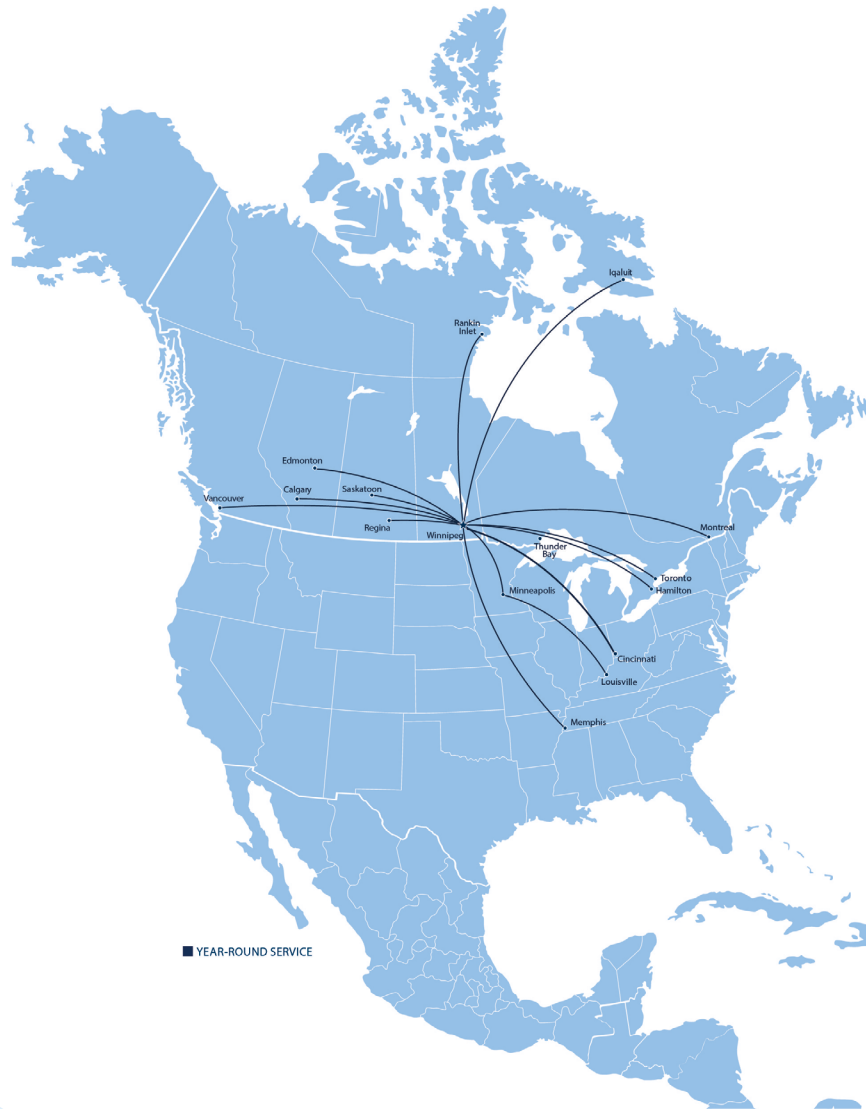 Iqaluit
Rankin
Inlet
Edmonton
Calgary
Saskatoon
Vancouver
Regina
Winnipeg
Montreal
Thunder
Bay
Toronto
Hamilton
Minneapolis
Cincinnati
Louisville
Memphis
YEAR-ROUND SERVICE